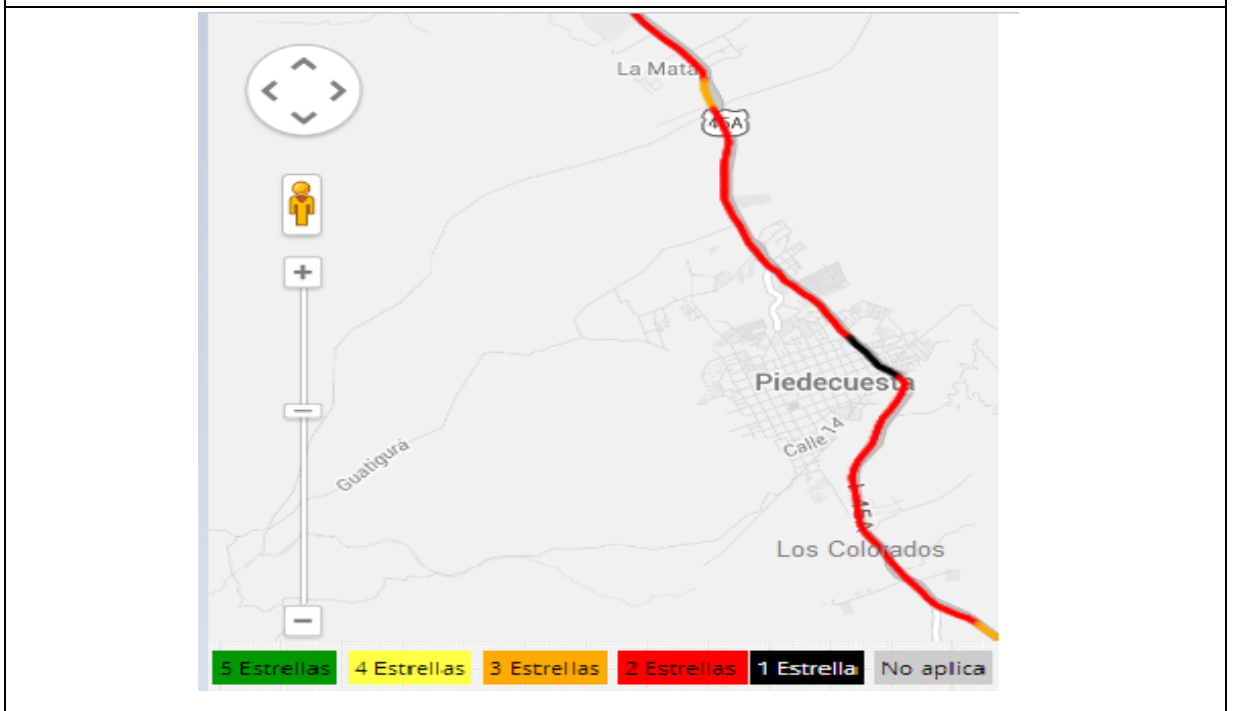 La Mata
45A
Piedecuesta
Calle 14
Guatigurá
45A
Los Colorados
5 Estrellas 4 Estrellas 3 Estrellas 2 Estrellas 1 Estrella No aplica